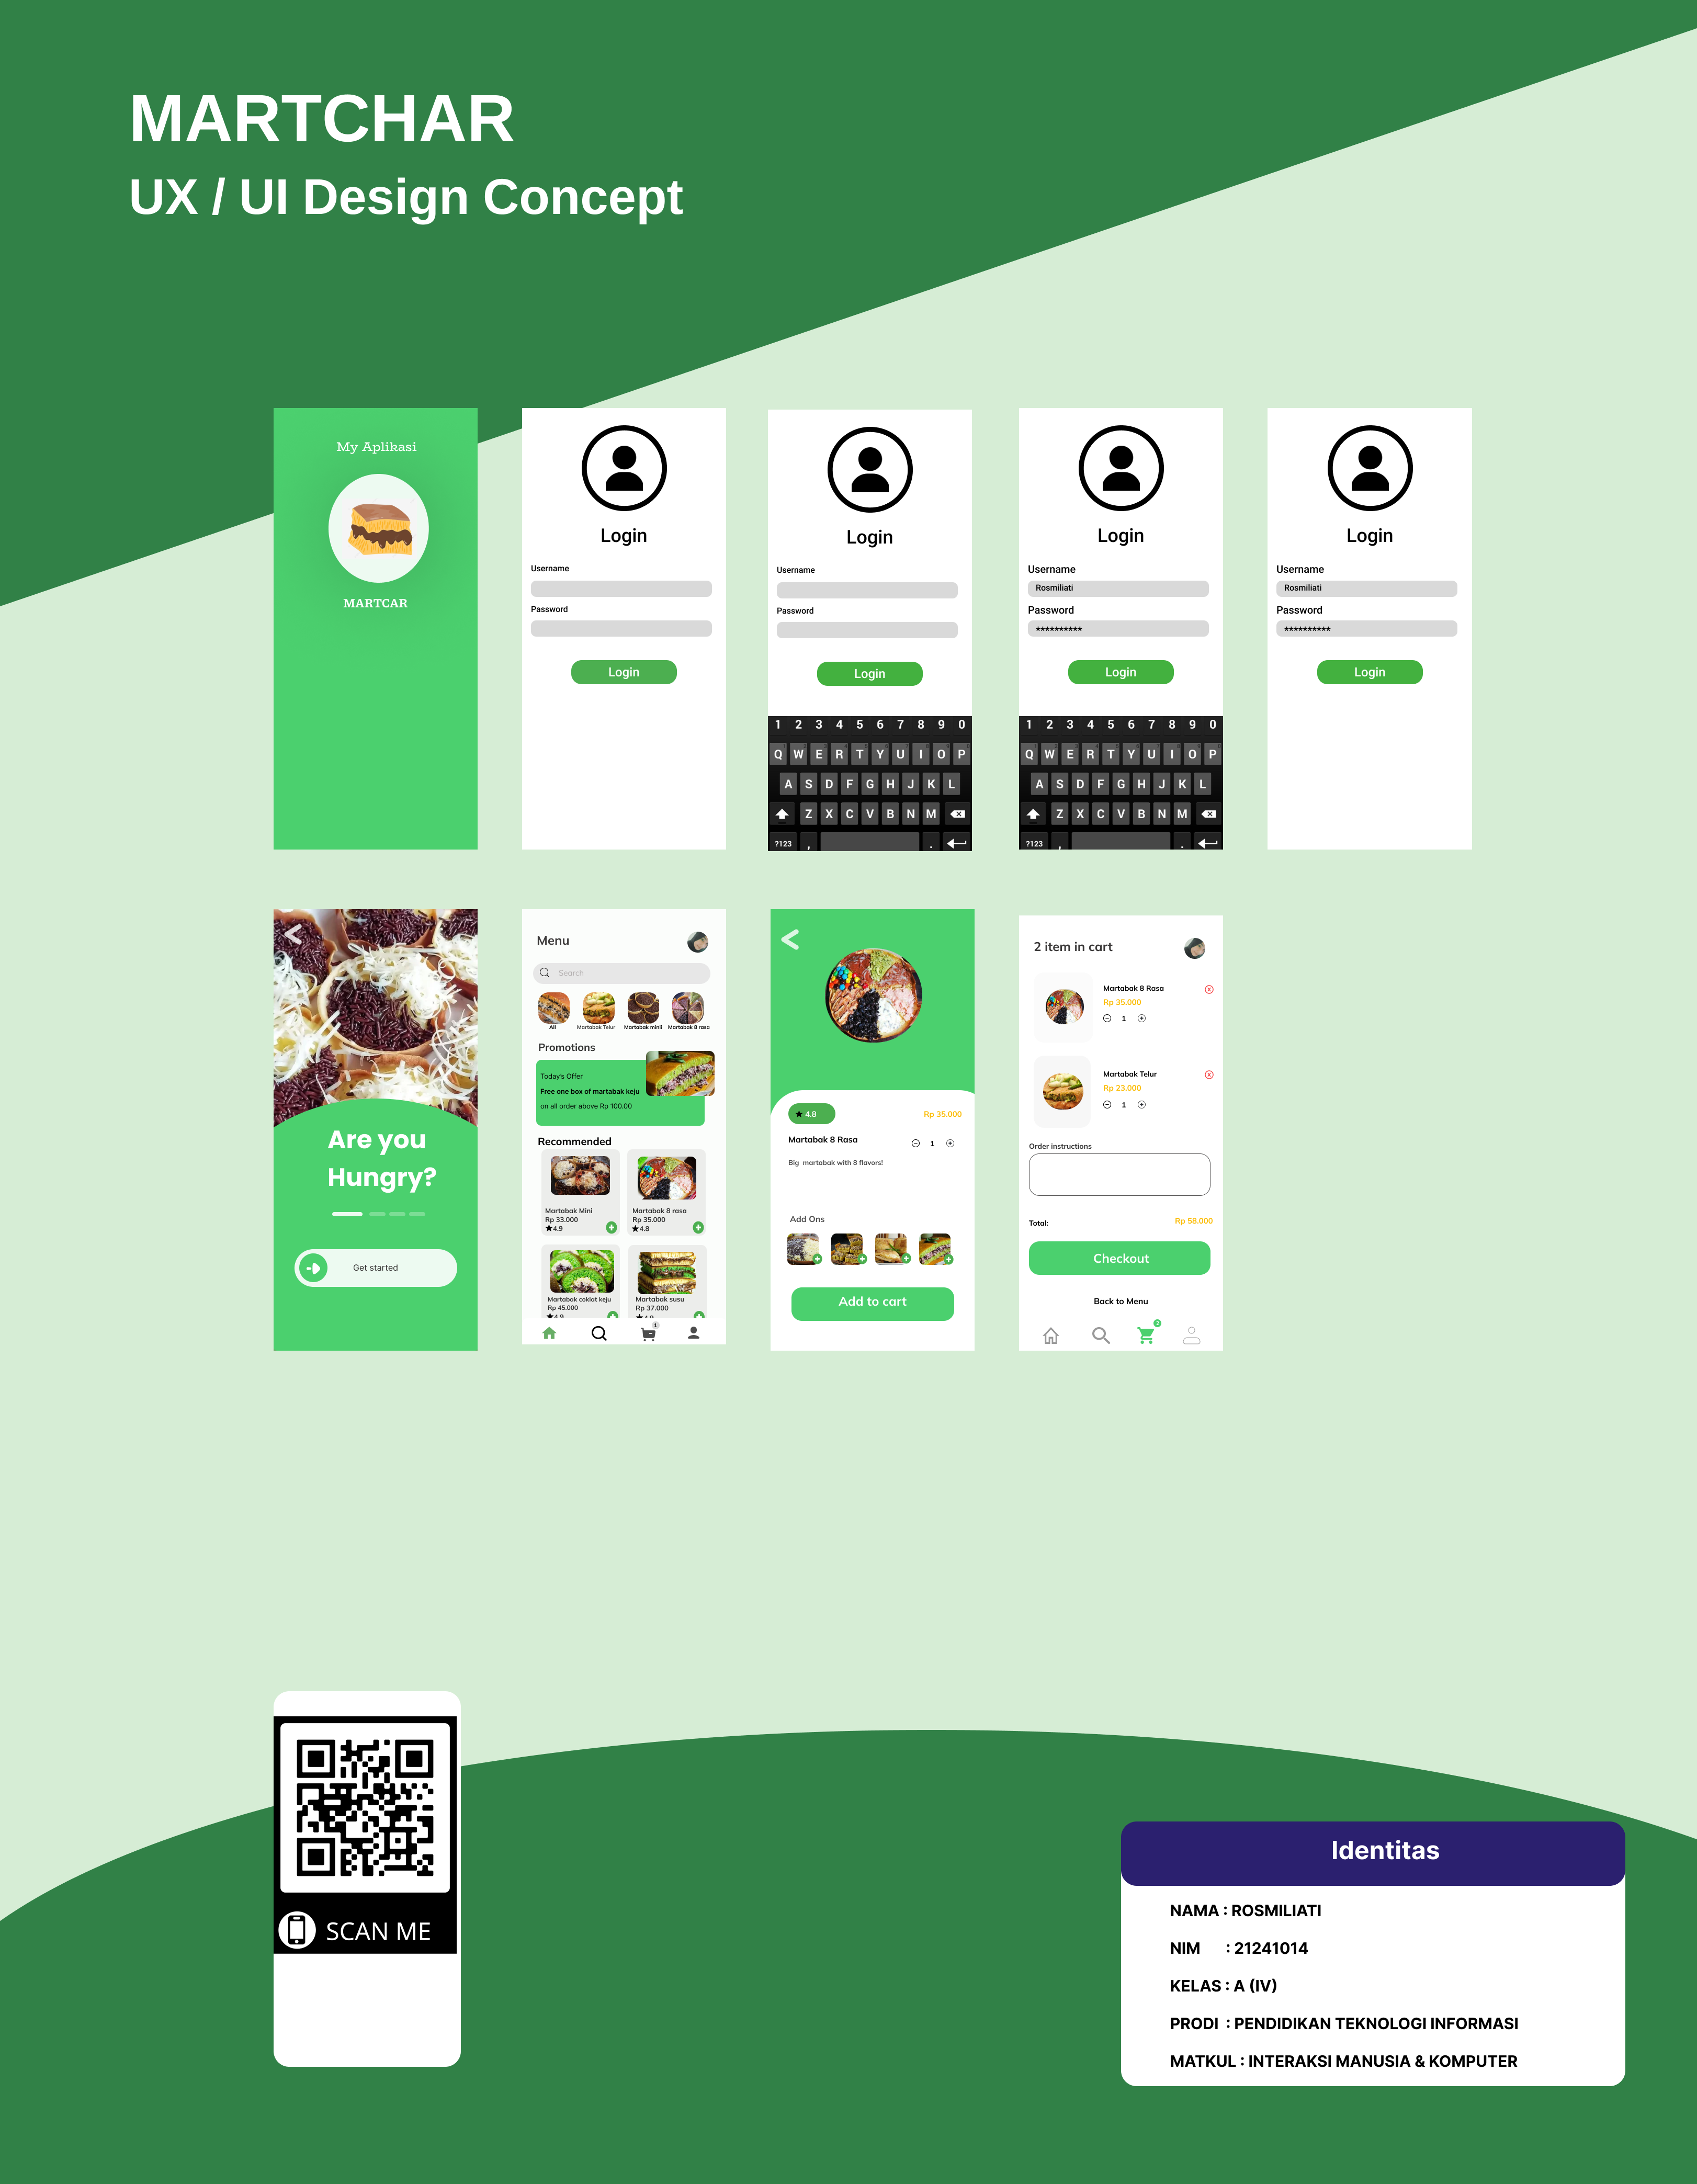 MARTCHAR
UX / UI Design Concept
My Aplikasi
MARTCAR
Login
Username
Password
Login
Login
Username
Password
Login
1 2 3 4 5 6 7 8 9 0
Q W E R T Y U I O P
A S D F G H J K L
Z X C V B N M
?123 , .
Login
Username
Rosmiliati
Password
**********
Login
1 2 3 4 5 6 7 8 9 0
Q W E R T Y U I O P
A S D F G H J K L
Z X C V B N M
?123 , .
Login
Username
Rosmiliati
Password
**********
Login
Are you
Hungry?
Get started
Menu
Search
All Martabak Telur Martabak minii Martabak 8 rasa
Promotions
Today's Offer
Free one box of martabak keju
on all order above Rp 100.00
Recommended
Martabak Mini
Rp 33.000
4.9
Martabak 8 rasa
Rp 35.000
4.8
Martabak coklat keju
Rp 45.000
4.9
Martabak susu
Rp 37.000
4.9
1
4.8
Rp 35.000
Martabak 8 Rasa
1
Big martabak with 8 flavors!
Add Ons
Add to cart
2 item in cart
Martabak 8 Rasa
Rp 35.000
1
Martabak Telur
Rp 23.000
1
Order instructions
Total: Rp 58.000
Checkout
Back to Menu
SCAN ME
Identitas
NAMA : ROSMILIATI
NIM : 21241014
KELAS : A (IV)
PRODI : PENDIDIKAN TEKNOLOGI INFORMASI
MATKUL : INTERAKSI MANUSIA & KOMPUTER